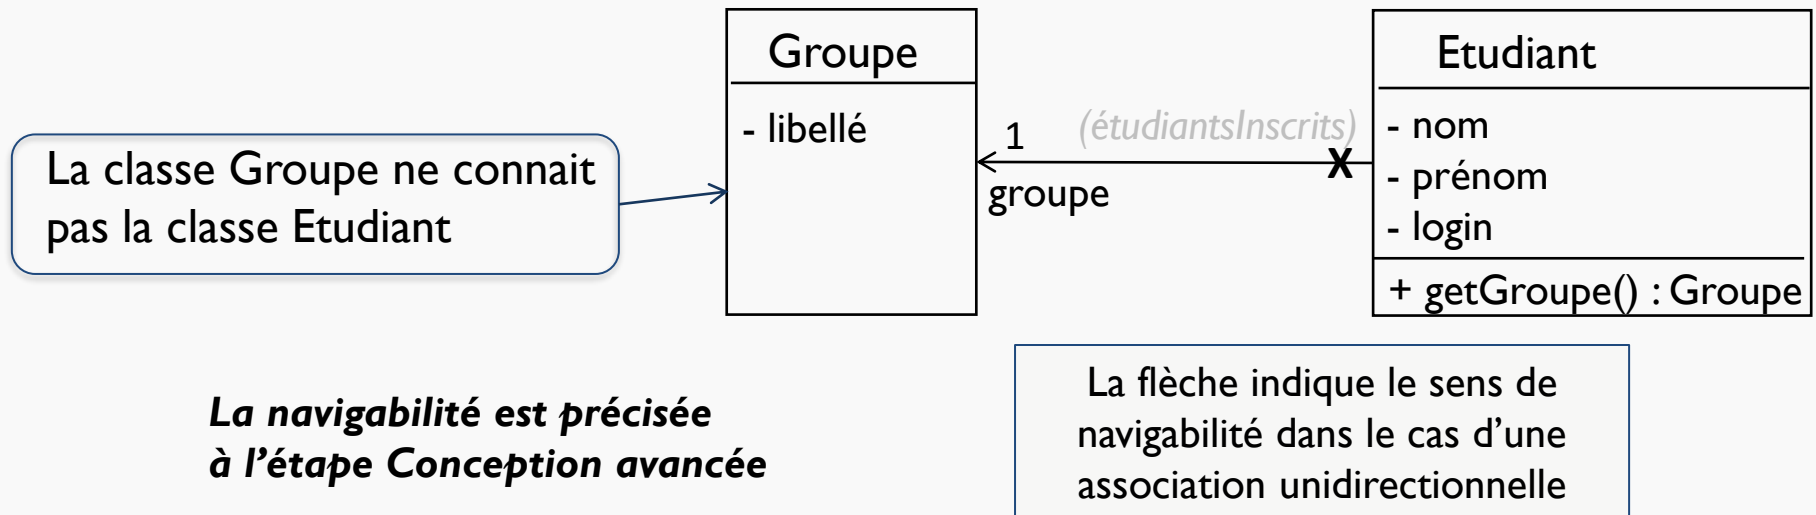 Groupe
- libellé
La classe Groupe ne connait
pas la classe Etudiant
1
(étudiantsInscrits)
X
groupe
Etudiant
- nom
- prénom
- login
+ getGroupe() : Groupe
La navigabilité est précisée
à l'étape Conception avancée
La flèche indique le sens de
navigabilité dans le cas d'une
association unidirectionnelle